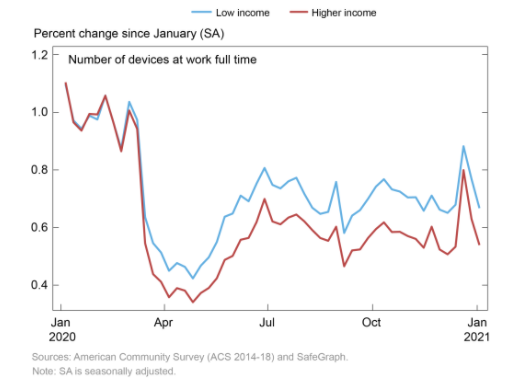 Low income Higher income
Percent change since January (SA)
1.2
Number of devices at work full time
1.0
0.8
0.6
0.4
Jan Apr Jul Oct Jan
2020 2021
Sources: American Community Survey (ACS 2014-18) and SafeGraph.
Note: SA is seasonally adjusted.